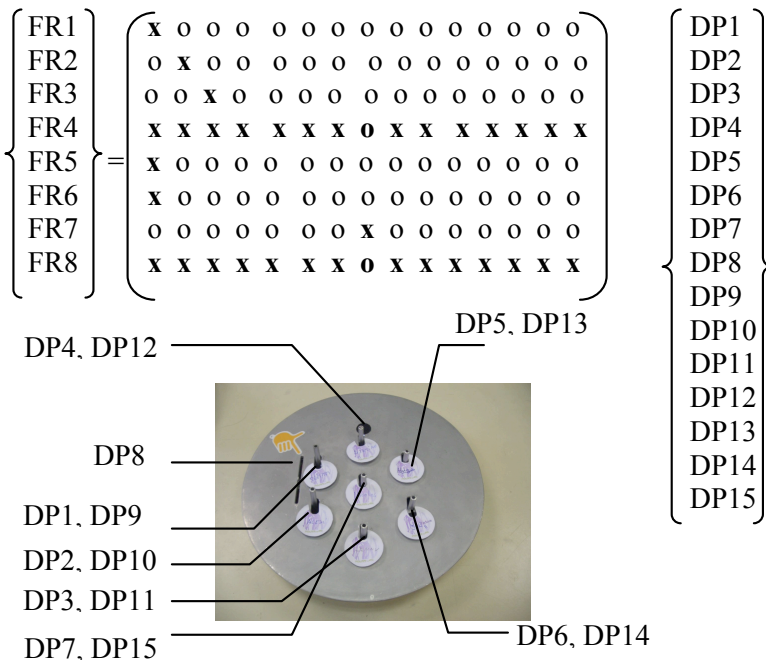 FR1 x o o o o o o o o o o o o o o DP1
FR2 o x o o o o o o o o o o o o o DP2
FR3 o o x o o o o o o o o o o o o DP3
FR4 x x x x x x x o x x x x x x x DP4
FR5 = x o o o o o o o o o o o o o o DP5
FR6 x o o o o o o o o o o o o o o DP6
FR7 o o o o o o o x o o o o o o o DP7
FR8 x x x x x x x o x x x x x x x DP8
DP9
DP10
DP11
DP12
DP13
DP14
DP15
DP5, DP13
DP4, DP12
DP8
DP1, DP9
DP2, DP10
DP3, DP11
DP7, DP15
DP6, DP14